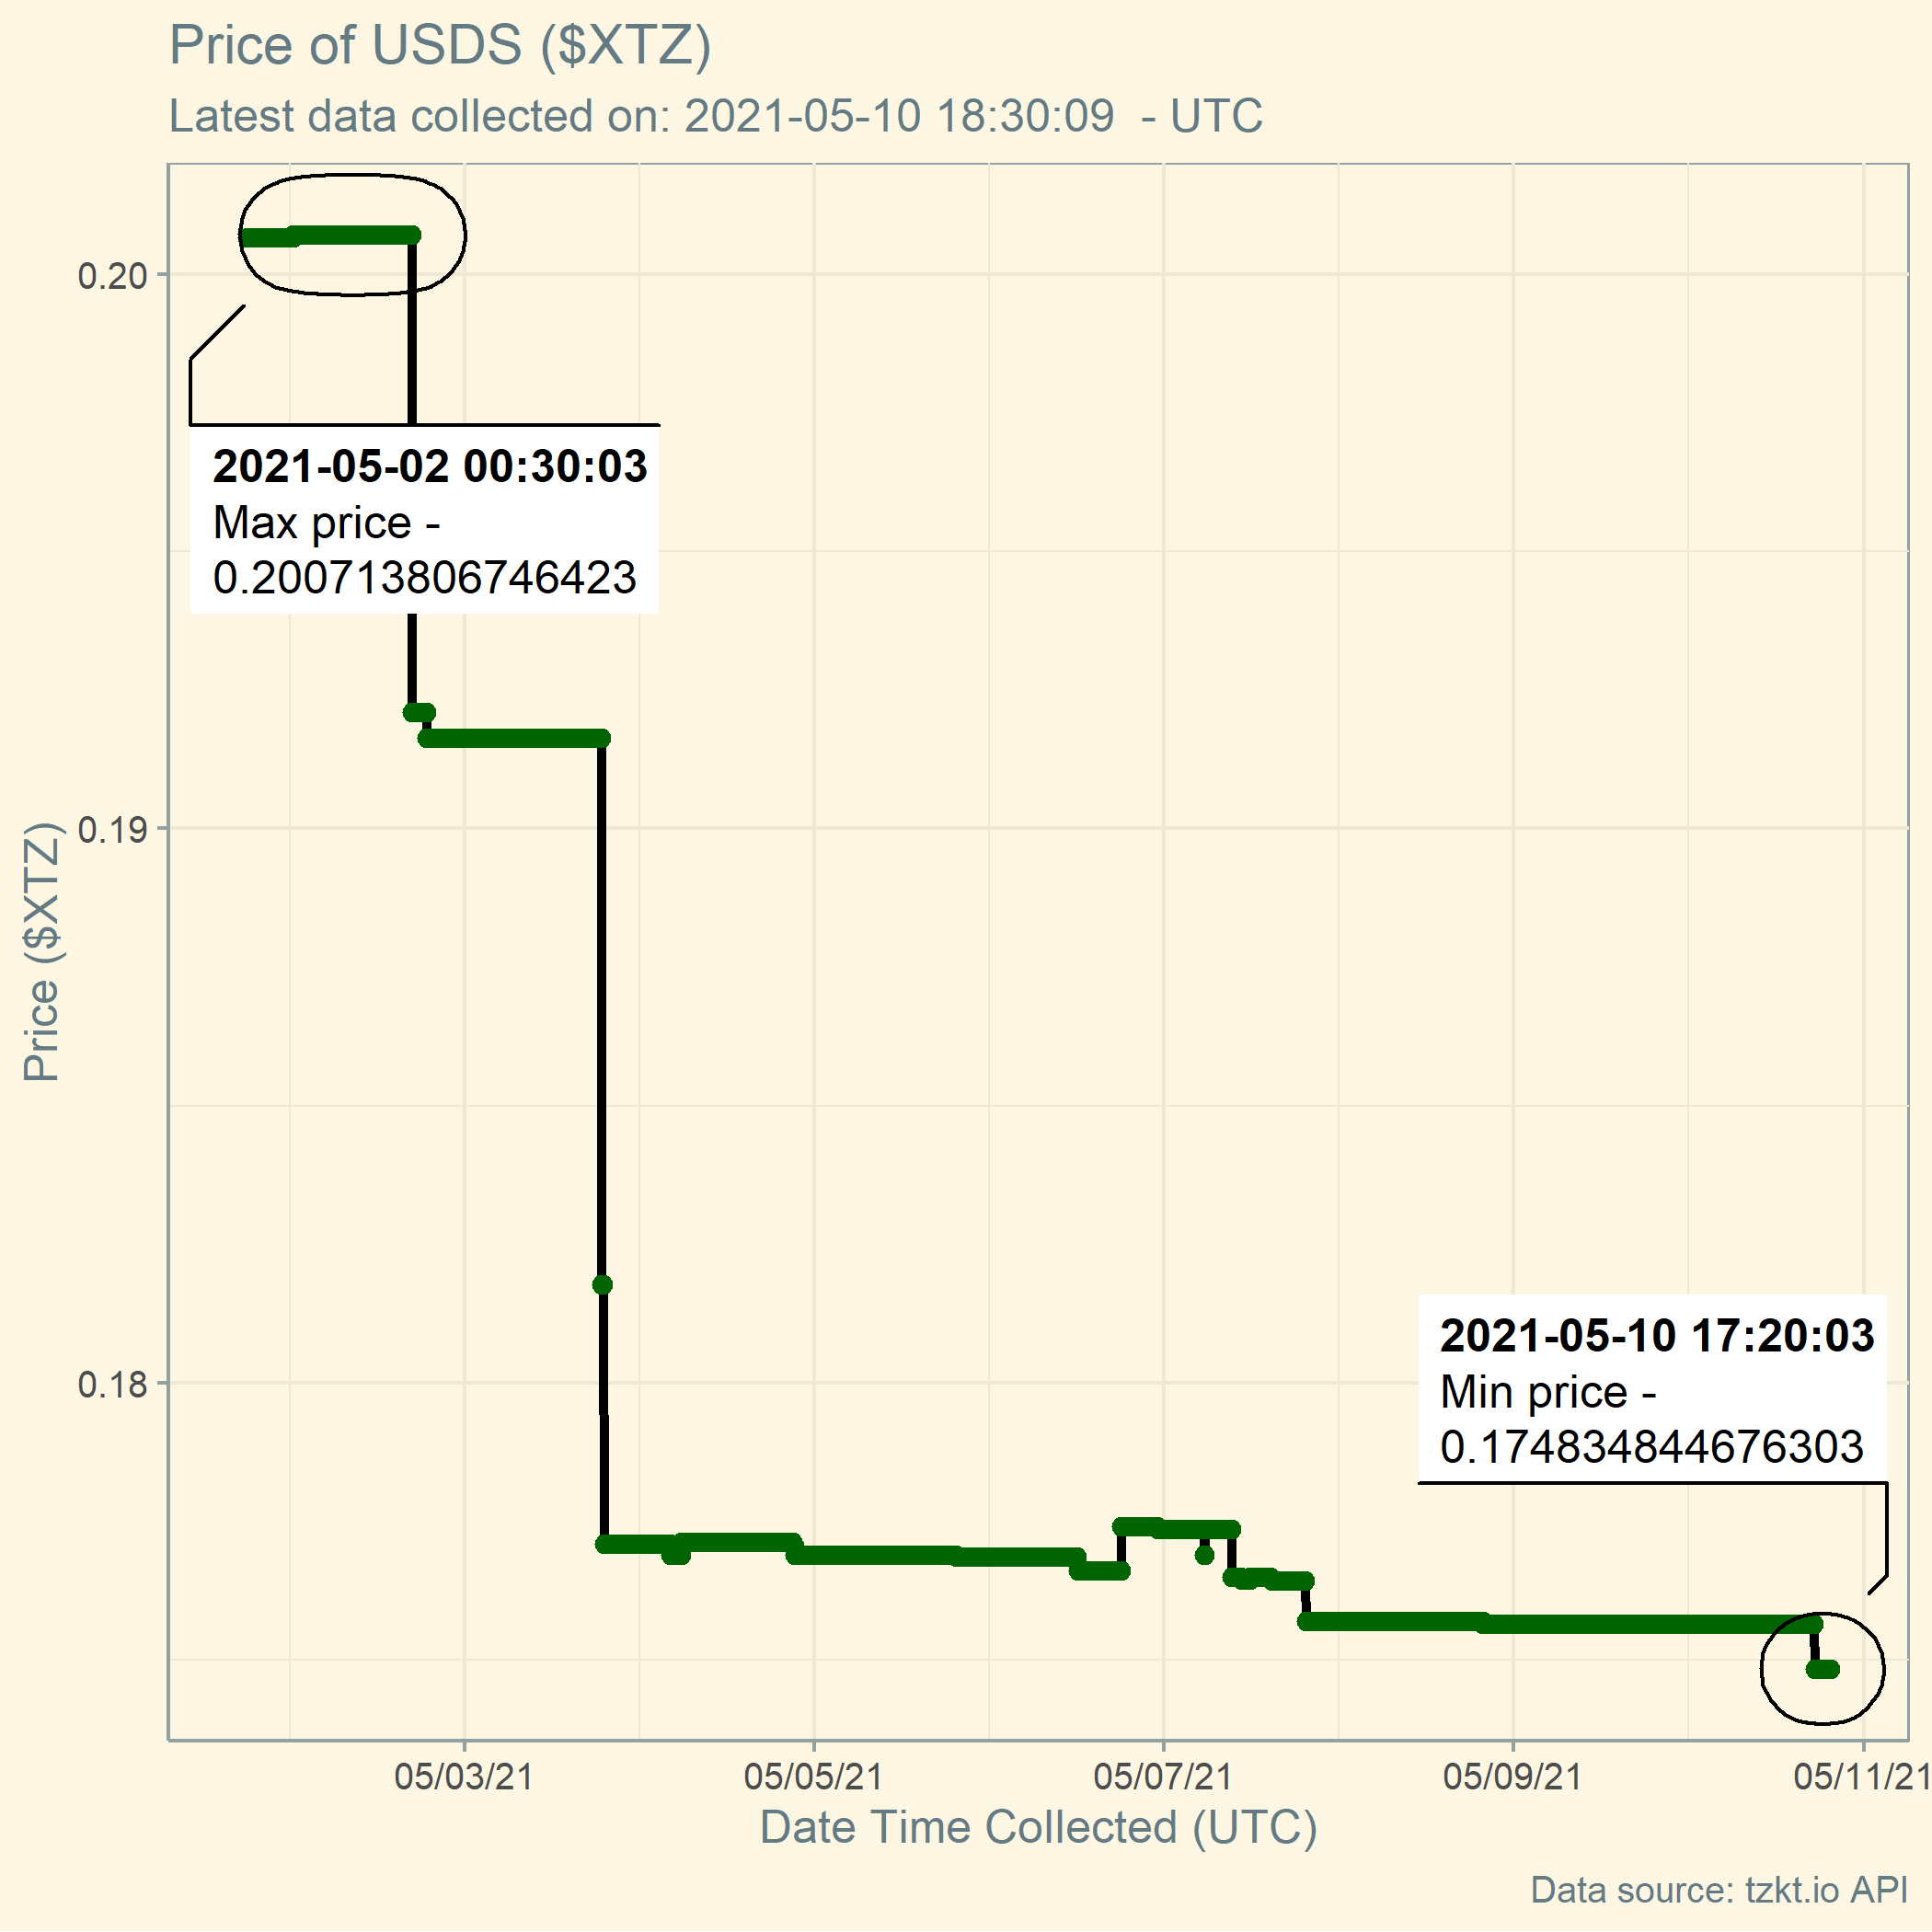 Price of USDS ($XTZ)
Latest data collected on: 2021-05-10 18:30:09  - UTC
0.20
2021-05-02 00:30:03
Max price -
0.200713806746423
0.19
Price ($XTZ)
0.18
2021-05-10 17:20:03
Min price -
0.174834844676303
05/03/21
05/05/21
05/07/21
05/09/21
05/11/21
Date Time Collected (UTC)
Data source: tzkt.io API